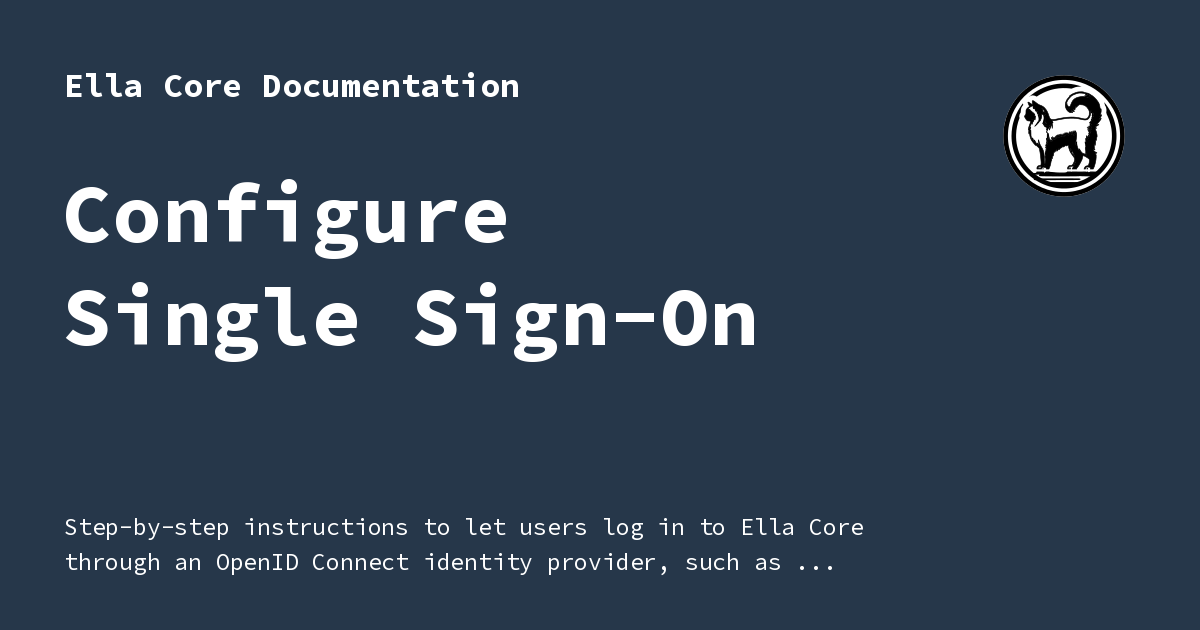 Ella Core Documentation
Configure
Single Sign-On
Step-by-step instructions to let users log in to Ella Core
through an OpenID Connect identity provider, such as ...